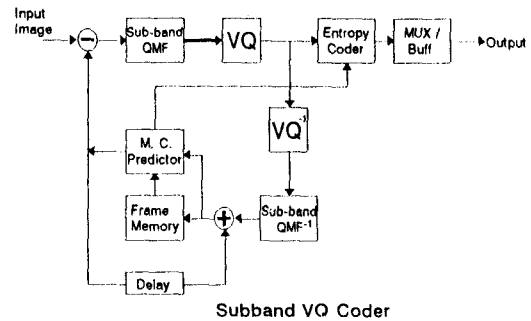 Input
Image
Sub-band
QMF
VQ
Entropy
Coder
MUX /
Buff
Output
VQ-1
M. C.
Predictor
Frame
Memory
Sub-band
QMF-1
Delay
Subband VQ Coder